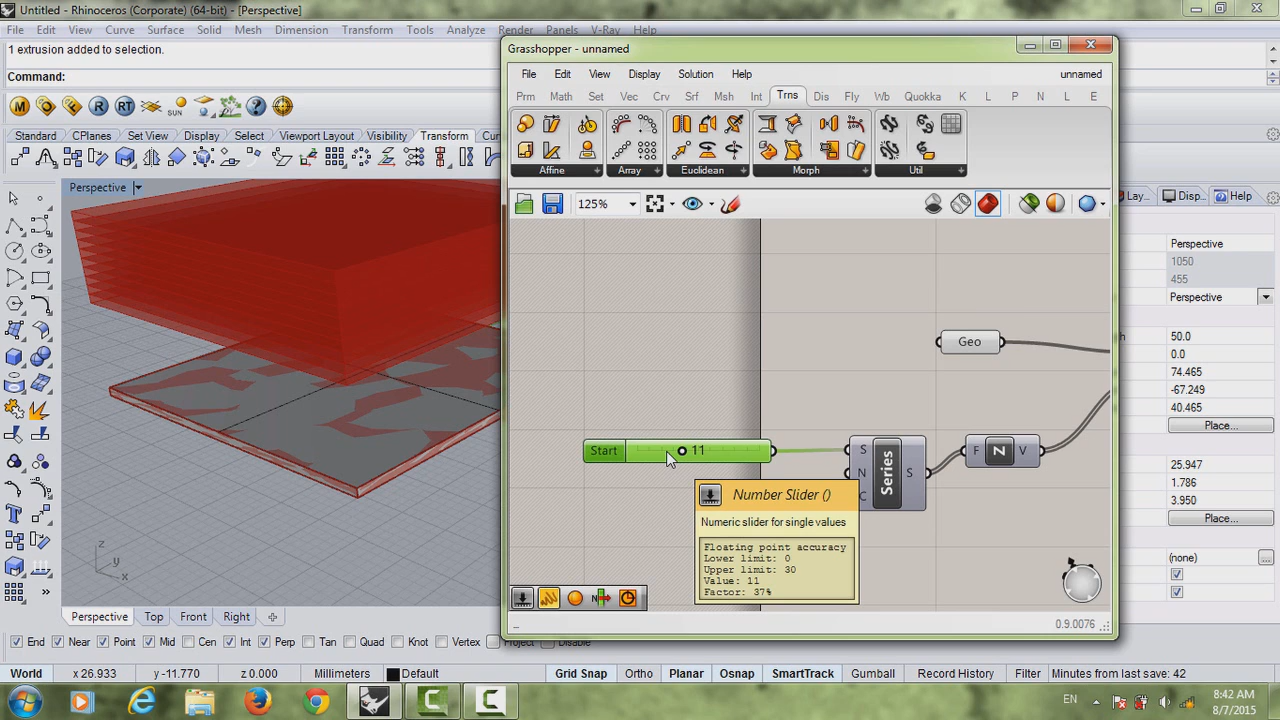 Untitled - Rhinoceros (Corporate) (64-bit) - [Perspective]
File Edit View Curve Surface Solid Mesh Dimension Transform Tools Analyze Render Panels V-Ray Help
1 extrusion added to selection.
Command:
Standard CPlanes Set View Display Select Viewport Layout Visibility Transform
Perspective
Grasshopper - unnamed
File Edit View Display Solution Help unnamed
Prm Math Set Vec Crv Srf Msh Int Trns Dis Fly Wb Quokka K L P N L E
Affine Array Euclidean Morph Util
125%
Geo
Start 11
S
N
C
Series
S
F
V
Number Slider ()
Numeric slider for single values
Floating point accuracy
Lower limit: 0
Upper limit: 30
Value: 11
Factor: 37%
0.9.0076
Disp... Help
Perspective
1050
455
Perspective
50.0
0.0
74.465
-67.249
40.465
Place...
25.947
1.786
3.950
Place...
(none)
z
y
x
Perspective Top Front Right
End Near Point Mid Cen Int Perp Tan Quad Knot Vertex Project Disable
World x 26.933 y -11.770 z 0.000 Millimeters Default Grid Snap Ortho Planar Osnap SmartTrack Gumball Record History Filter Minutes from last save: 42
EN
8:42 AM
8/7/2015